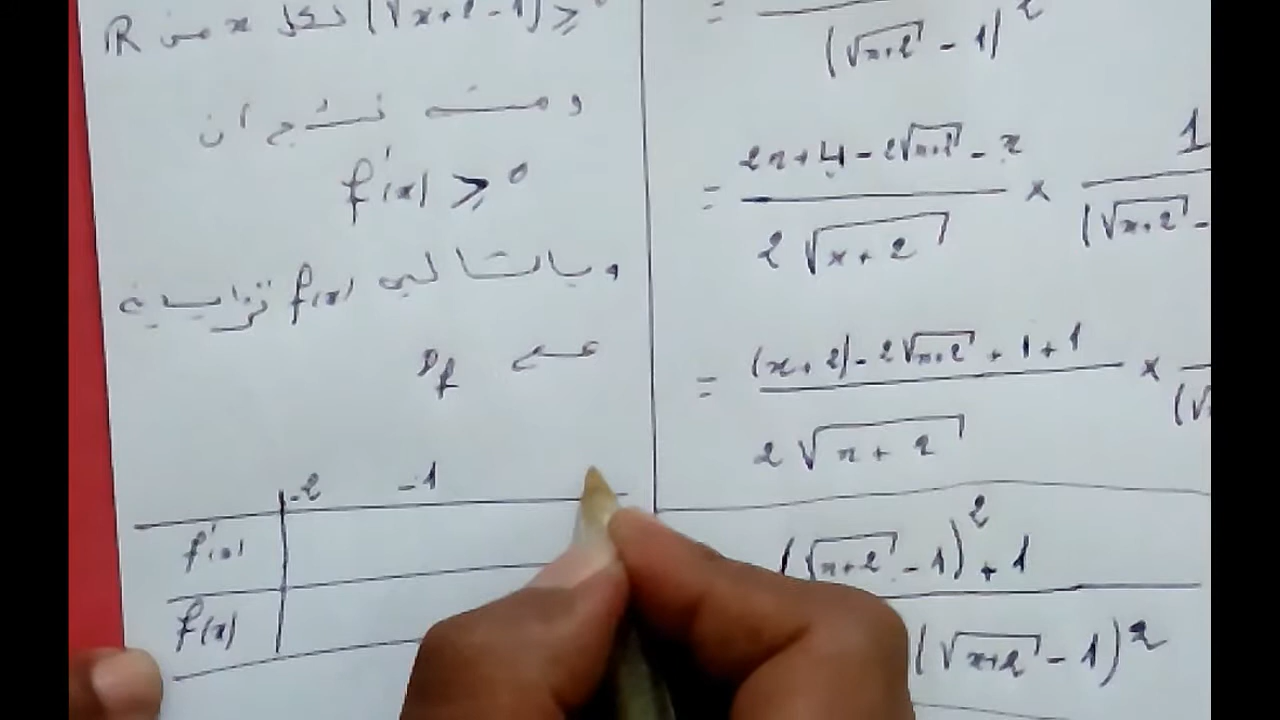 (√x+2 - 1) ≥ 0 لكل x من R
ومنه نستنتج ان
f'(x) ≥ 0
وبالتالي f(x) تزايدية
على Df
-2 -1
f'(x)
f(x)
=
(√x+2 - 1)²
= 2x+4-2√x+2 - x / 2√x+2 × 1 / (√x+2 -
= (x+2)-2√x+2 + 1+1 / 2√x+2 × (√
(√x+2 - 1)² + 1
(√x+2 - 1)²